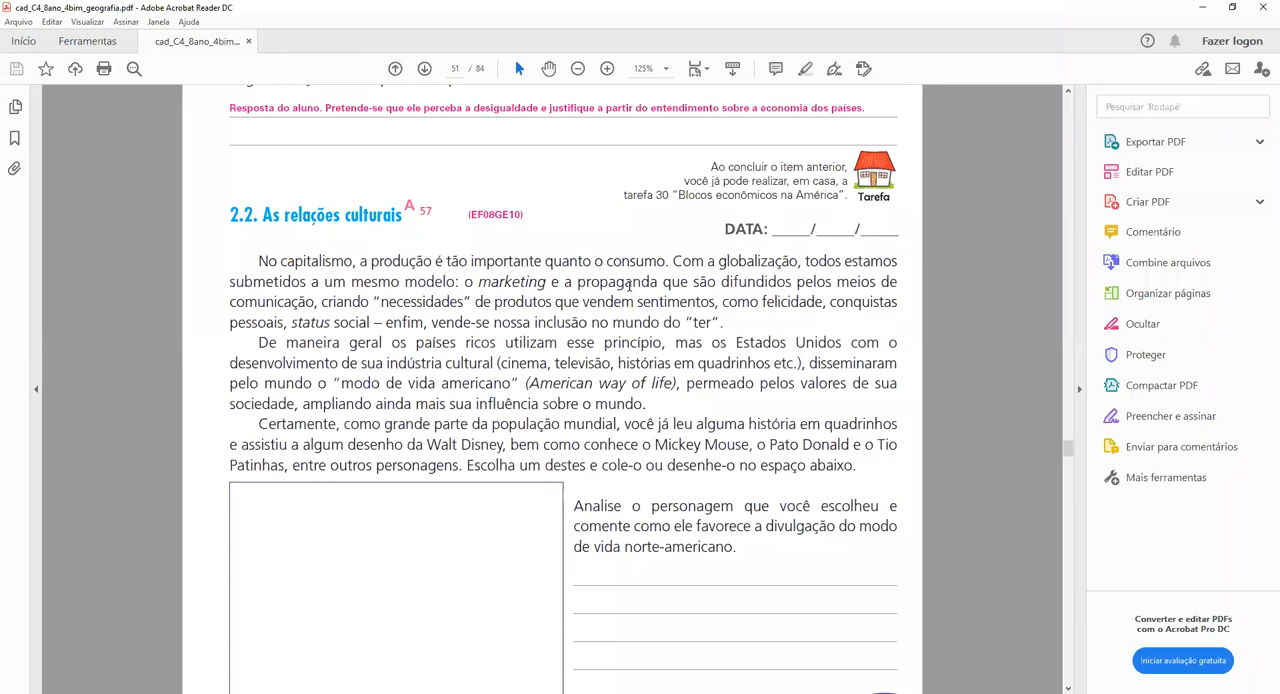 cad_C4_8ano_4bim_geografia.pdf - Adobe Acrobat Reader DC
Arquivo Editar Visualizar Assinar Janela Ajuda
Início Ferramentas cad_C4_8ano_4bim... × Fazer logon
51 / 84 125%
Resposta do aluno. Pretende-se que ele perceba a desigualdade e justifique a partir do entendimento sobre a economia dos países.
Ao concluir o item anterior,
você já pode realizar, em casa, a
tarefa 30 “Blocos econômicos na América”.
Tarefa
2.2. As relações culturais A 57 (EF08GE10)
DATA: _____/_____/_____
No capitalismo, a produção é tão importante quanto o consumo. Com a globalização, todos estamos
submetidos a um mesmo modelo: o marketing e a propaganda que são difundidos pelos meios de
comunicação, criando “necessidades” de produtos que vendem sentimentos, como felicidade, conquistas
pessoais, status social – enfim, vende-se nossa inclusão no mundo do “ter”.
De maneira geral os países ricos utilizam esse princípio, mas os Estados Unidos com o
desenvolvimento de sua indústria cultural (cinema, televisão, histórias em quadrinhos etc.), disseminaram
pelo mundo o “modo de vida americano” (American way of life), permeado pelos valores de sua
sociedade, ampliando ainda mais sua influência sobre o mundo.
Certamente, como grande parte da população mundial, você já leu alguma história em quadrinhos
e assistiu a algum desenho da Walt Disney, bem como conhece o Mickey Mouse, o Pato Donald e o Tio
Patinhas, entre outros personagens. Escolha um destes e cole-o ou desenhe-o no espaço abaixo.
Analise o personagem que você escolheu e
comente como ele favorece a divulgação do modo
de vida norte-americano.
Pesquisar 'Rodapé'
Exportar PDF
Editar PDF
Criar PDF
Comentário
Combine arquivos
Organizar páginas
Ocultar
Proteger
Compactar PDF
Preencher e assinar
Enviar para comentários
Mais ferramentas
Converter e editar PDFs
com o Acrobat Pro DC
Iniciar avaliação gratuita